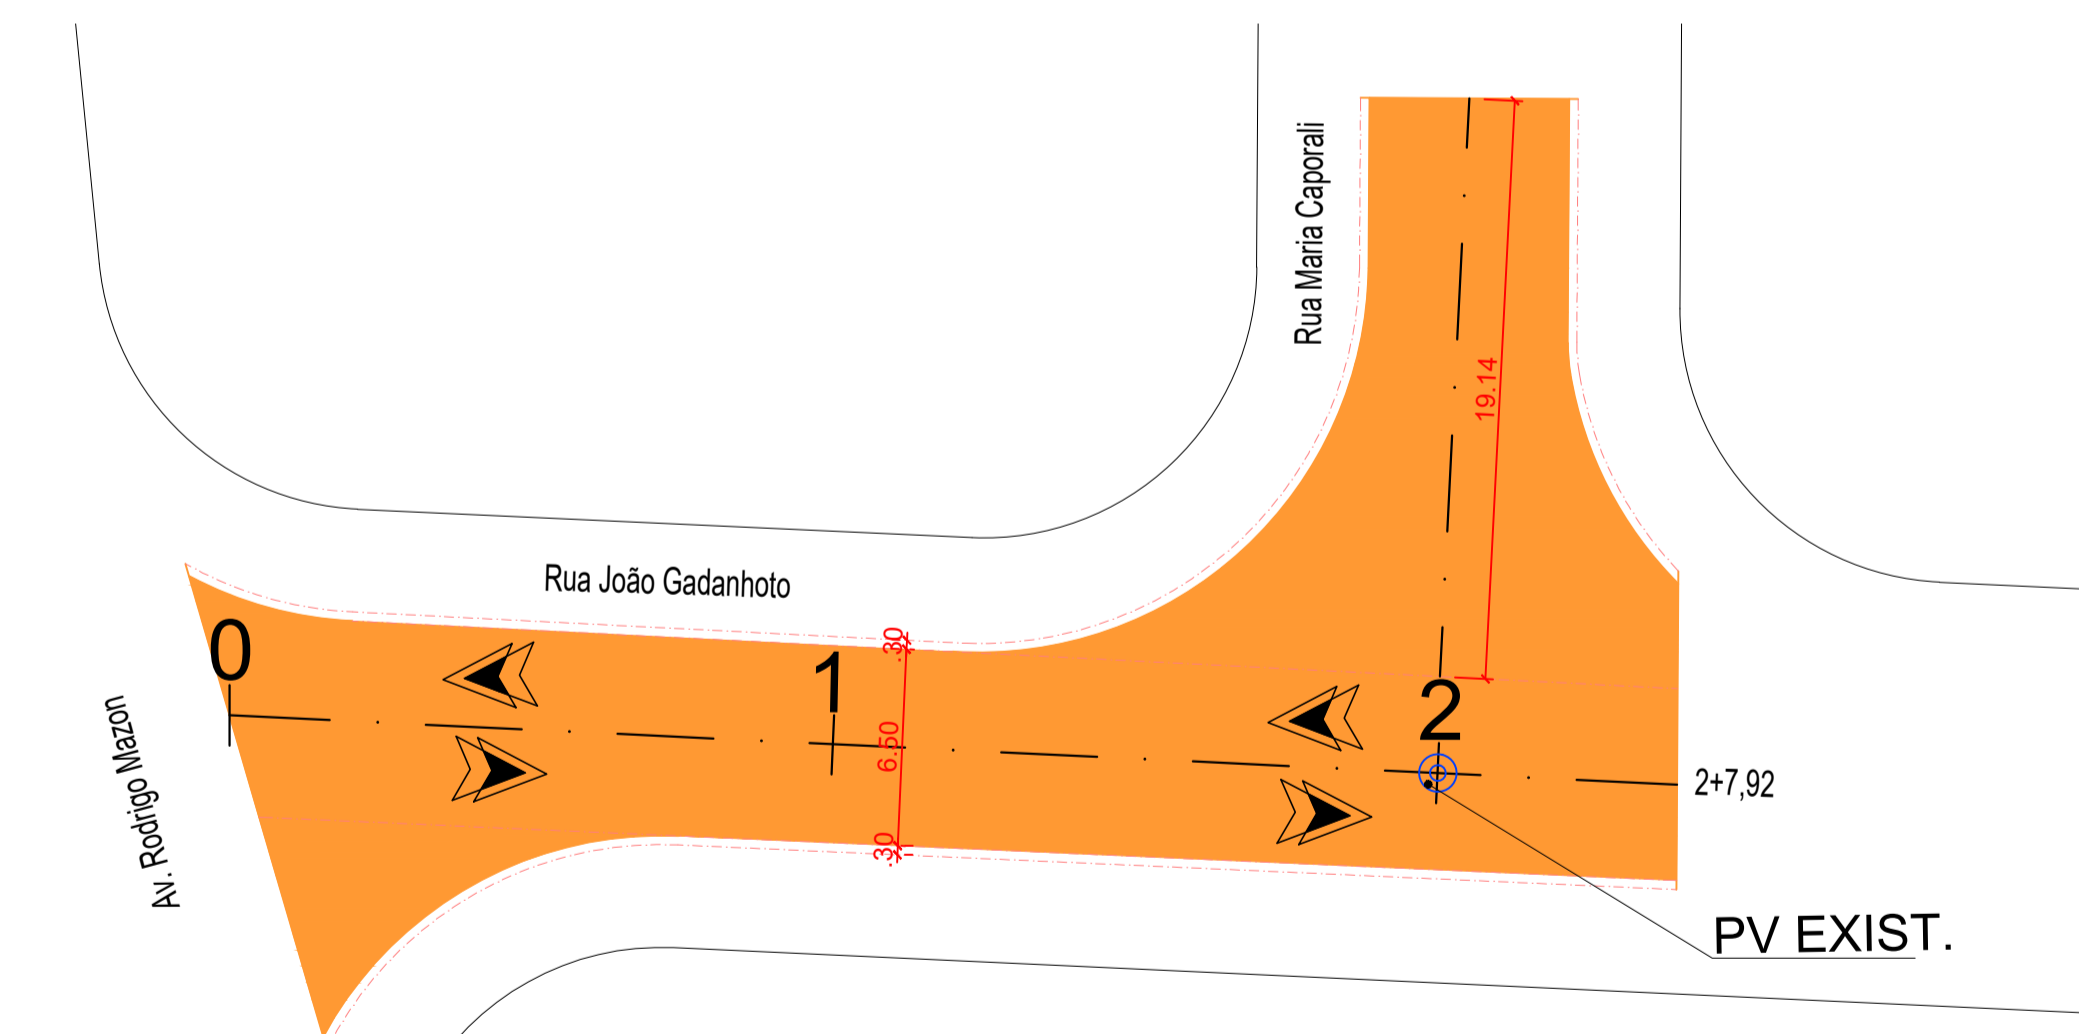 Rua Maria Caporali
19.14
Rua João Gadanhoto
0
1
2
.30
6.50
.30
2+7,92
Av. Rodrigo Mazon
PV EXIST.